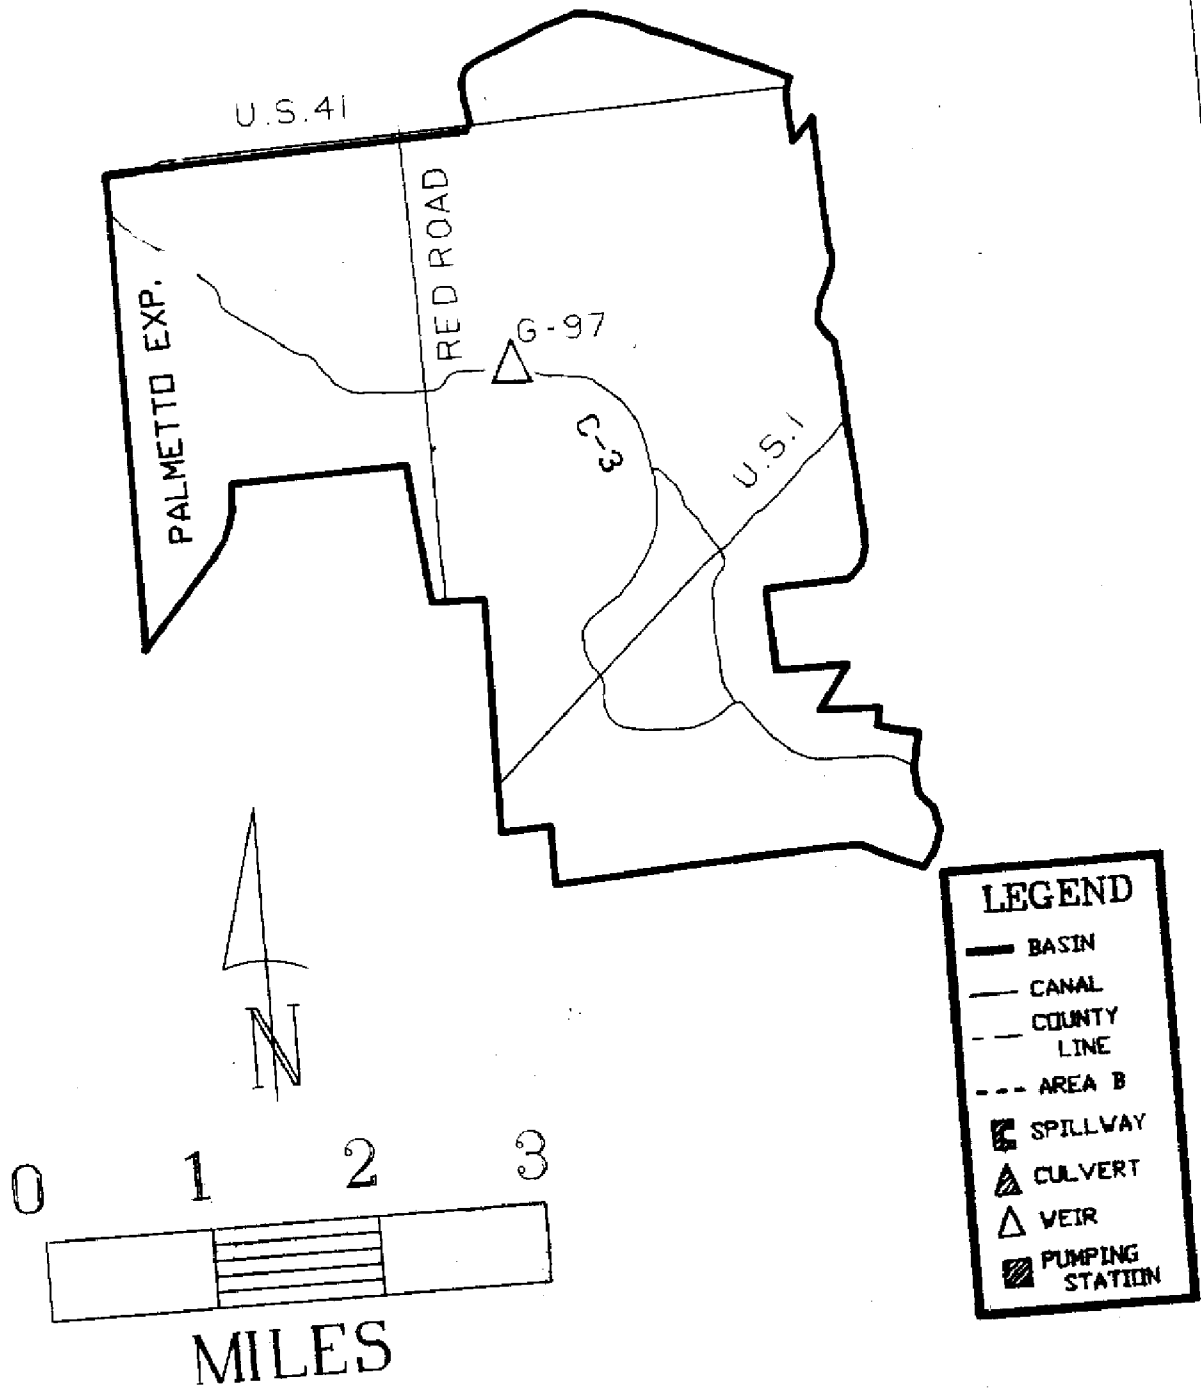 U.S.41
RED ROAD
PALMETTO EXP.
G-97
C-3
U.S.1
N
0 1 2 3
MILES
LEGEND
BASIN
CANAL
COUNTY
LINE
AREA B
SPILLWAY
CULVERT
WEIR
PUMPING
STATION